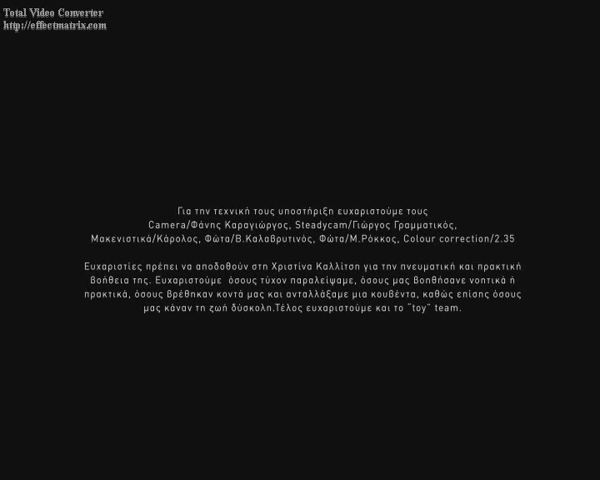 Total Video Converter
http://effectmatrix.com
Για την τεχνική τους υποστήριξη ευχαριστούμε τους
Camera/Φάνης Καραγιώργος, Steadycam/Γιώργος Γραμματικός,
Μακενιστικά/Κάρολος, Φώτα/Β.Καλαβρυτινός, Φώτα/Μ.Ρόκκος, Colour correction/2.35
Ευχαριστίες πρέπει να αποδοθούν στη Χριστίνα Καλλίτση για την πνευματική και πρακτική
βοήθεια της. Ευχαριστούμε όσους τύχον παραλείψαμε, όσους μας βοηθήσανε νοητικά ή
πρακτικά, όσους βρέθηκαν κοντά μας και ανταλλάξαμε μια κουβέντα, καθώς επίσης όσους
μας κάναν τη ζωή δύσκολη.Τέλος ευχαριστούμε και το "toy" team.